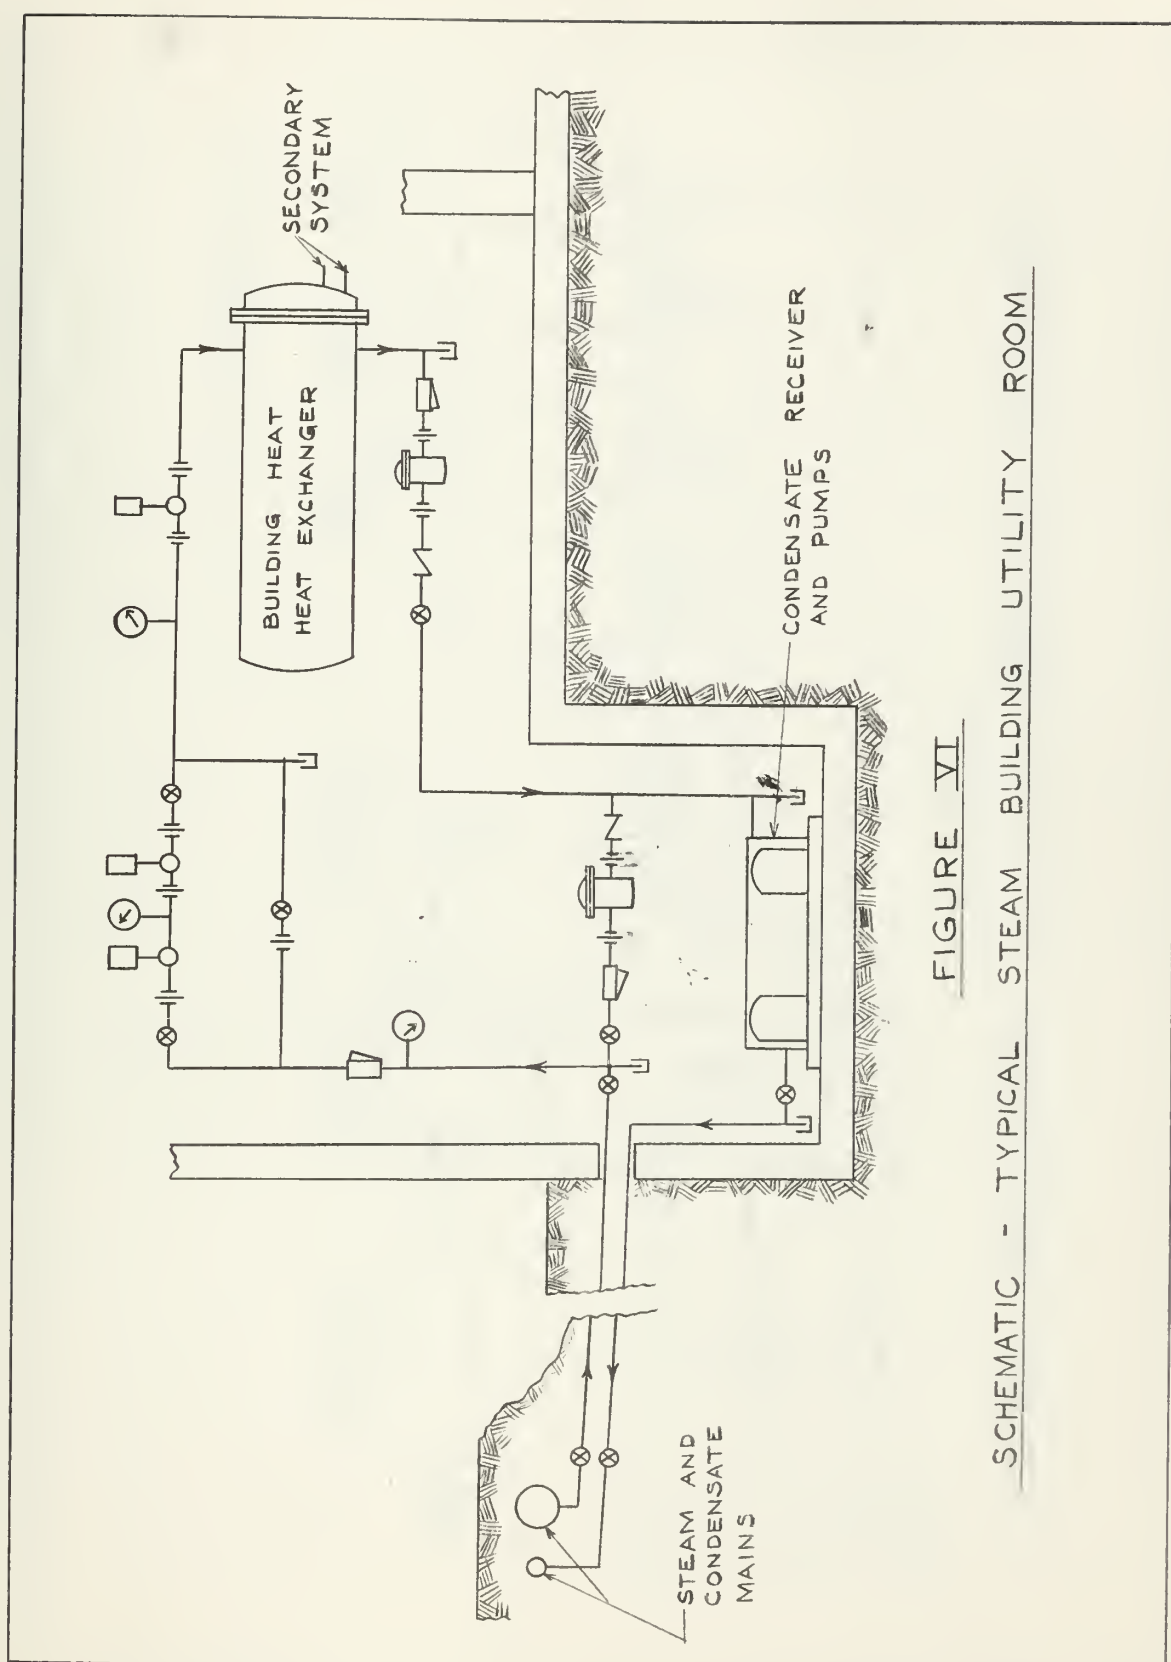 SECONDARY
SYSTEM
BUILDING HEAT
HEAT EXCHANGER
CONDENSATE RECEIVER
AND PUMPS
STEAM AND
CONDENSATE
MAINS
FIGURE VI
SCHEMATIC - TYPICAL STEAM BUILDING UTILITY ROOM